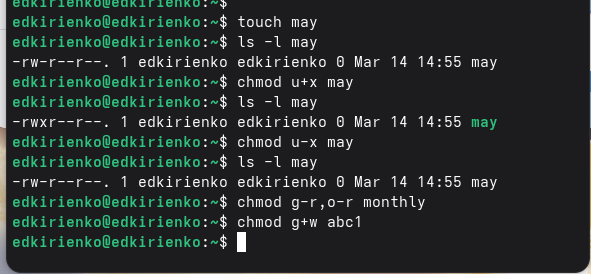 edkirienko@edkirienko:~$
edkirienko@edkirienko:~$ touch may
edkirienko@edkirienko:~$ ls -l may
-rw-r--r--. 1 edkirienko edkirienko 0 Mar 14 14:55 may
edkirienko@edkirienko:~$ chmod u+x may
edkirienko@edkirienko:~$ ls -l may
-rwxr--r--. 1 edkirienko edkirienko 0 Mar 14 14:55 may
edkirienko@edkirienko:~$ chmod u-x may
edkirienko@edkirienko:~$ ls -l may
-rw-r--r--. 1 edkirienko edkirienko 0 Mar 14 14:55 may
edkirienko@edkirienko:~$ chmod g-r,o-r monthly
edkirienko@edkirienko:~$ chmod g+w abc1
edkirienko@edkirienko:~$